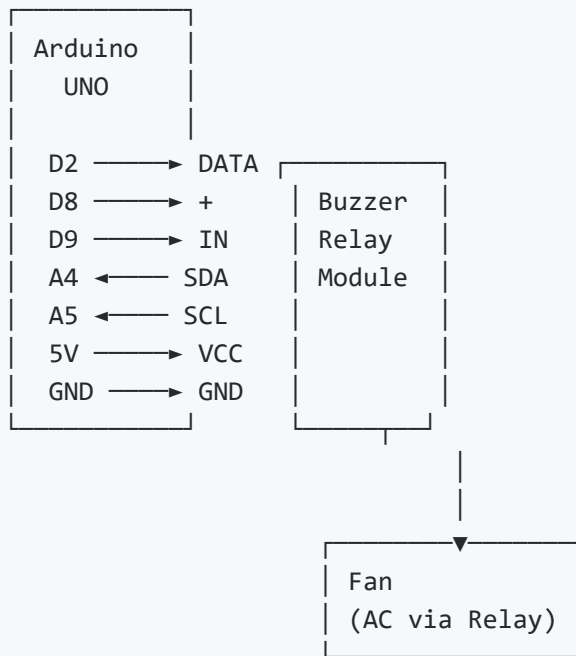 Arduino
UNO
D2 DATA
D8 + Buzzer
D9 IN Relay
A4 SDA Module
A5 SCL
5V VCC
GND GND
Fan
(AC via Relay)